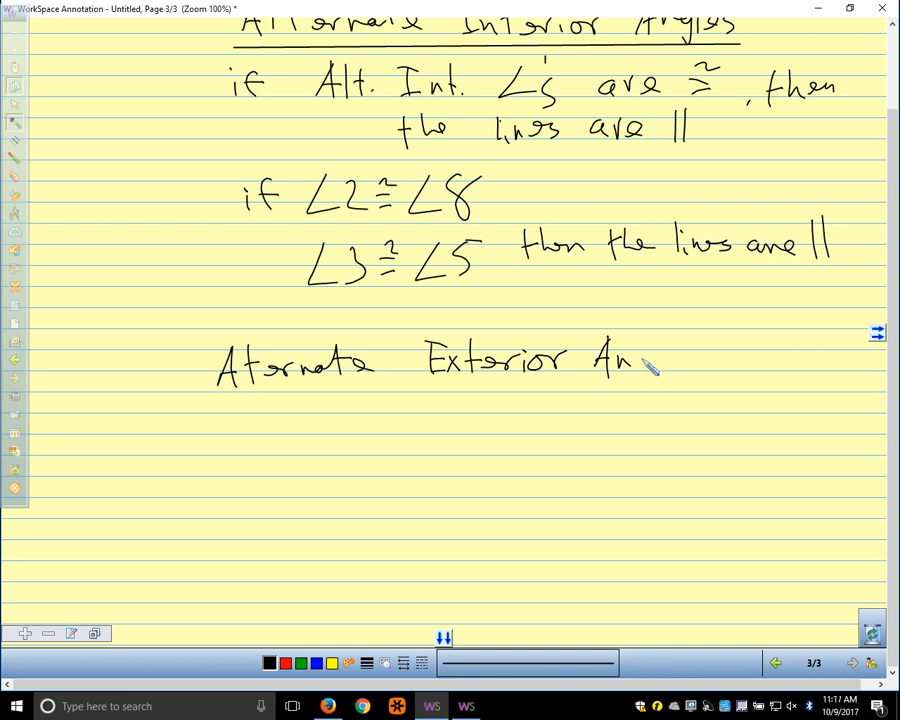 WorkSpace Annotation - Untitled, Page 3/3 (Zoom 100%) *
Alternate Interior Angles
if Alt. Int. ∠'s are ≅, then
the lines are ||
if ∠2 ≅ ∠8
∠3 ≅ ∠5 then the lines are ||
Aternate Exterior An
3/3
Type here to search
11:17 AM
10/9/2017